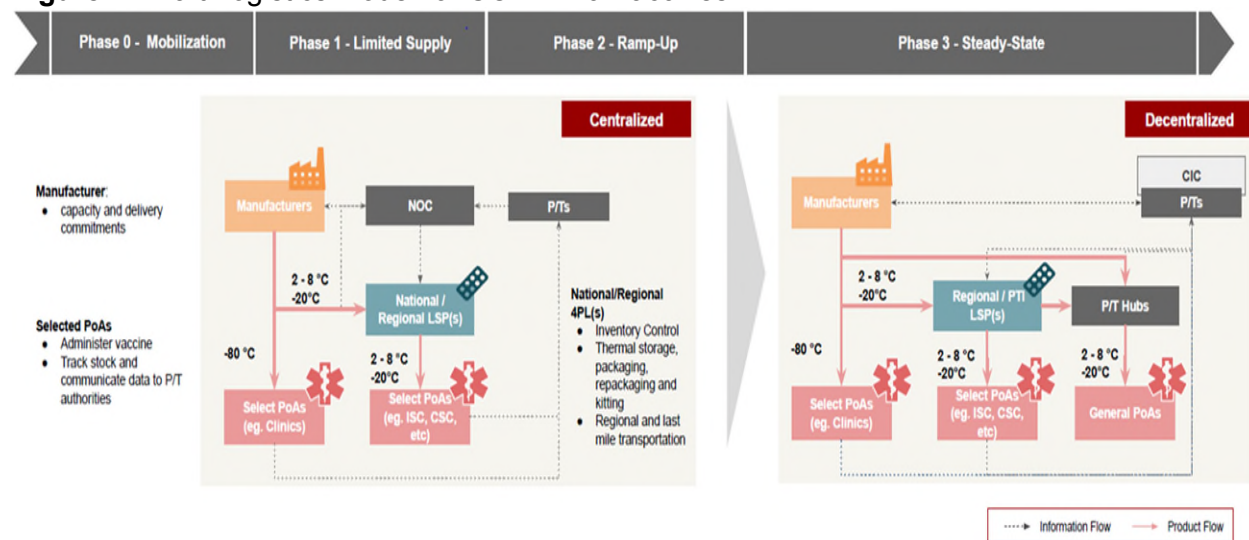 Phase 0 - Mobilization
Phase 1 - Limited Supply
Phase 2 - Ramp-Up
Phase 3 - Steady-State
Centralized
Manufacturer:
• capacity and delivery
commitments
Selected PoAs
• Administer vaccine
• Track stock and
communicate data to P/T
authorities
Manufacturers
NOC
P/Ts
2 - 8 °C
-20°C
National /
Regional LSP(s)
-80 °C
2 - 8 °C
-20°C
Select PoAs
(eg. Clinics)
Select PoAs
(eg. ISC, CSC,
etc)
National/Regional
4PL(s)
• Inventory Control
• Thermal storage,
packaging,
repackaging and
kitting
• Regional and last
mile transportation
Decentralized
Manufacturers
CIC
P/Ts
2 - 8 °C
-20°C
Regional / PTI
LSP(s)
P/T Hubs
-80 °C
2 - 8 °C
-20°C
2 - 8 °C
-20°C
Select PoAs
(eg. Clinics)
Select PoAs
(eg. ISC, CSC,
etc)
General PoAs
Information Flow
Product Flow